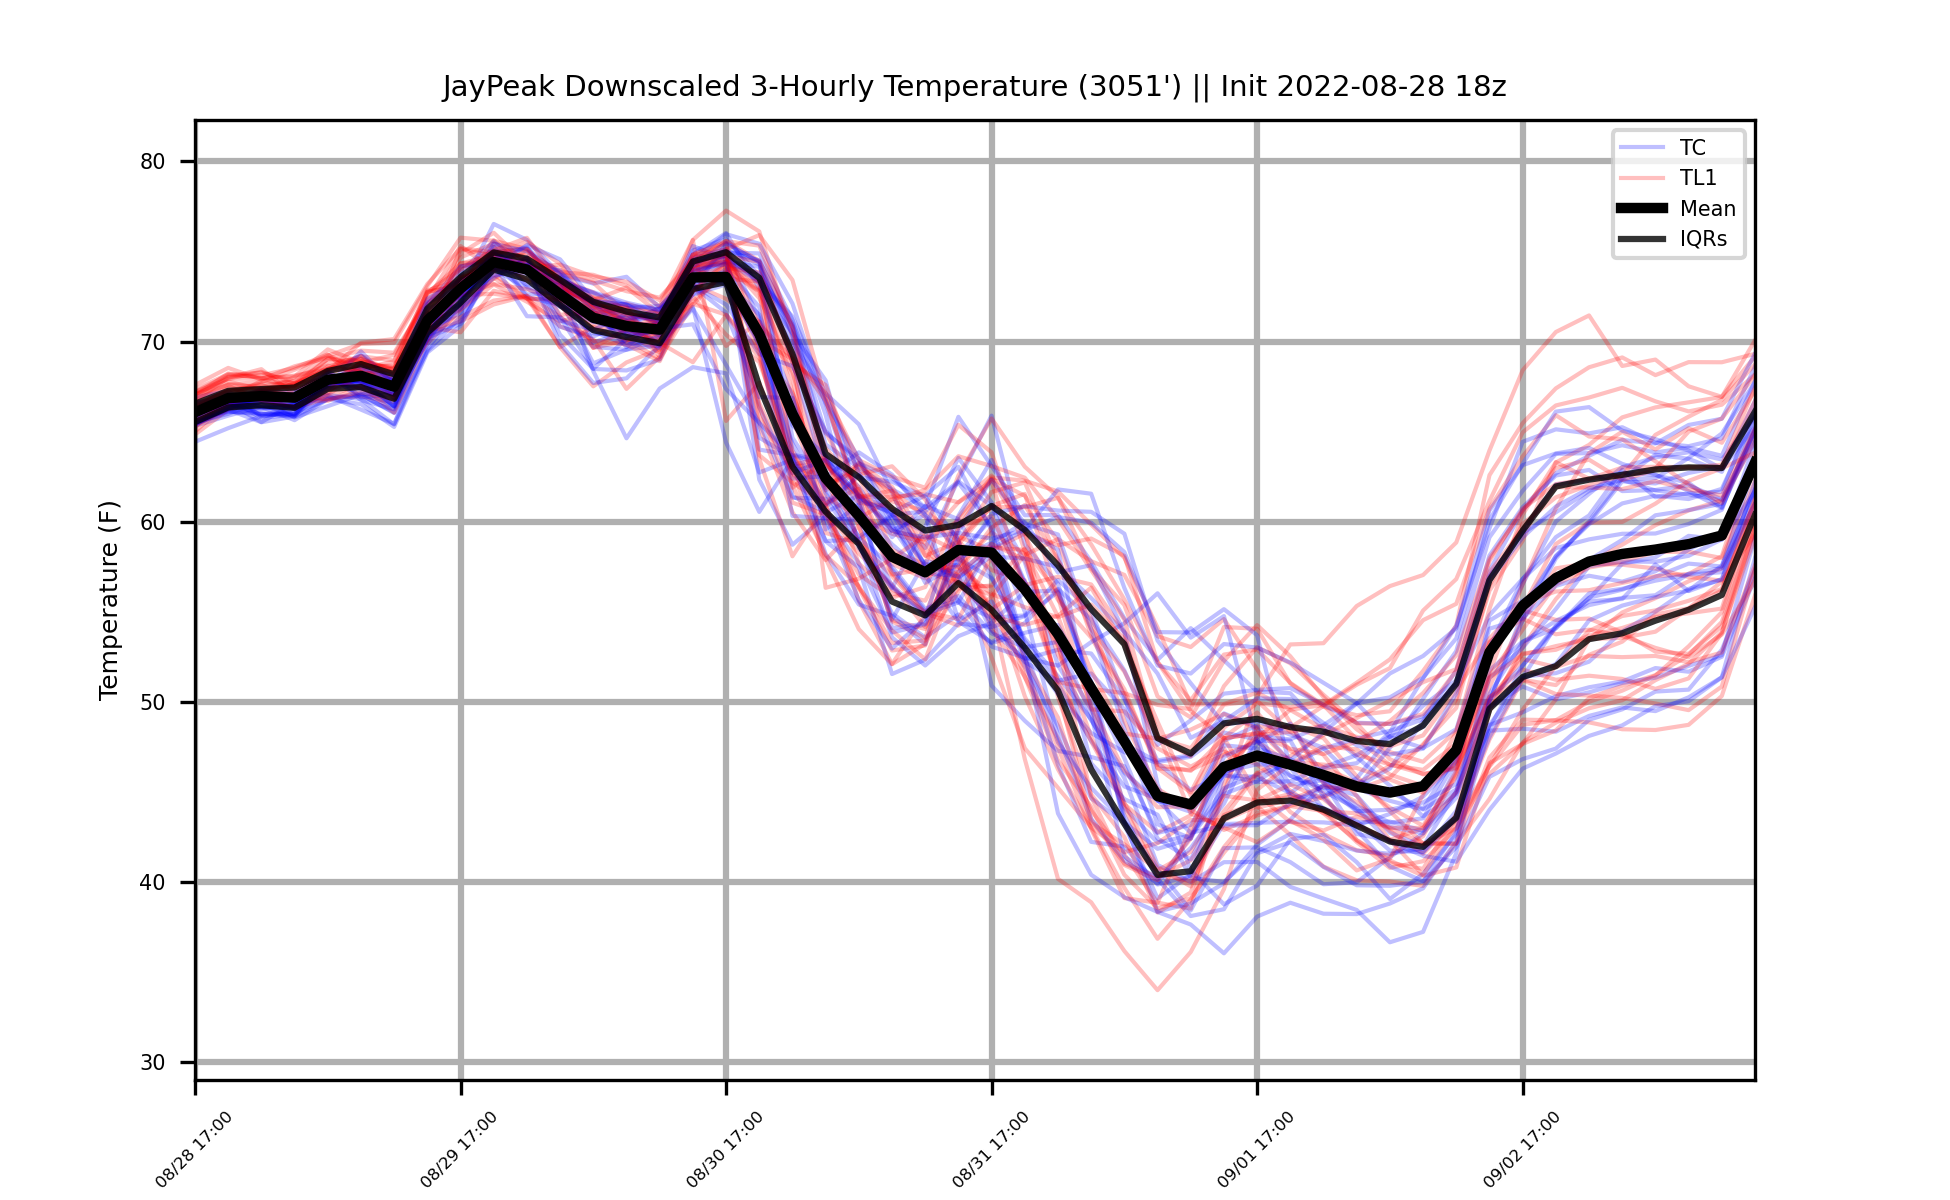 JayPeak Downscaled 3-Hourly Temperature (3051') || Init 2022-08-28 18z
TC
TL1
Mean
IQRs
Temperature (F)
80
70
60
50
40
30
08/28 17:00
08/29 17:00
08/30 17:00
08/31 17:00
09/01 17:00
09/02 17:00